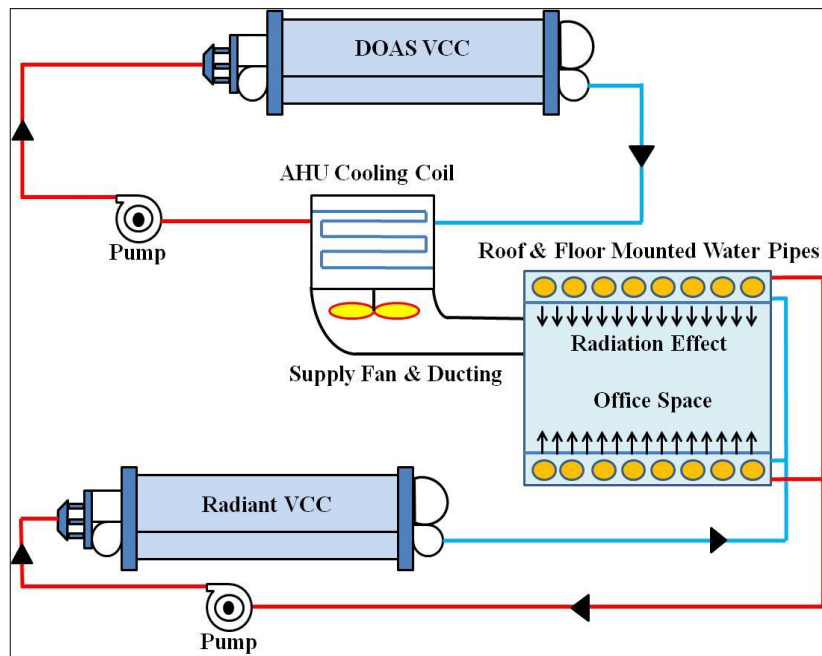 DOAS VCC
AHU Cooling Coil
Pump
Roof & Floor Mounted Water Pipes
Radiation Effect
Supply Fan & Ducting
Office Space
Radiant VCC
Pump